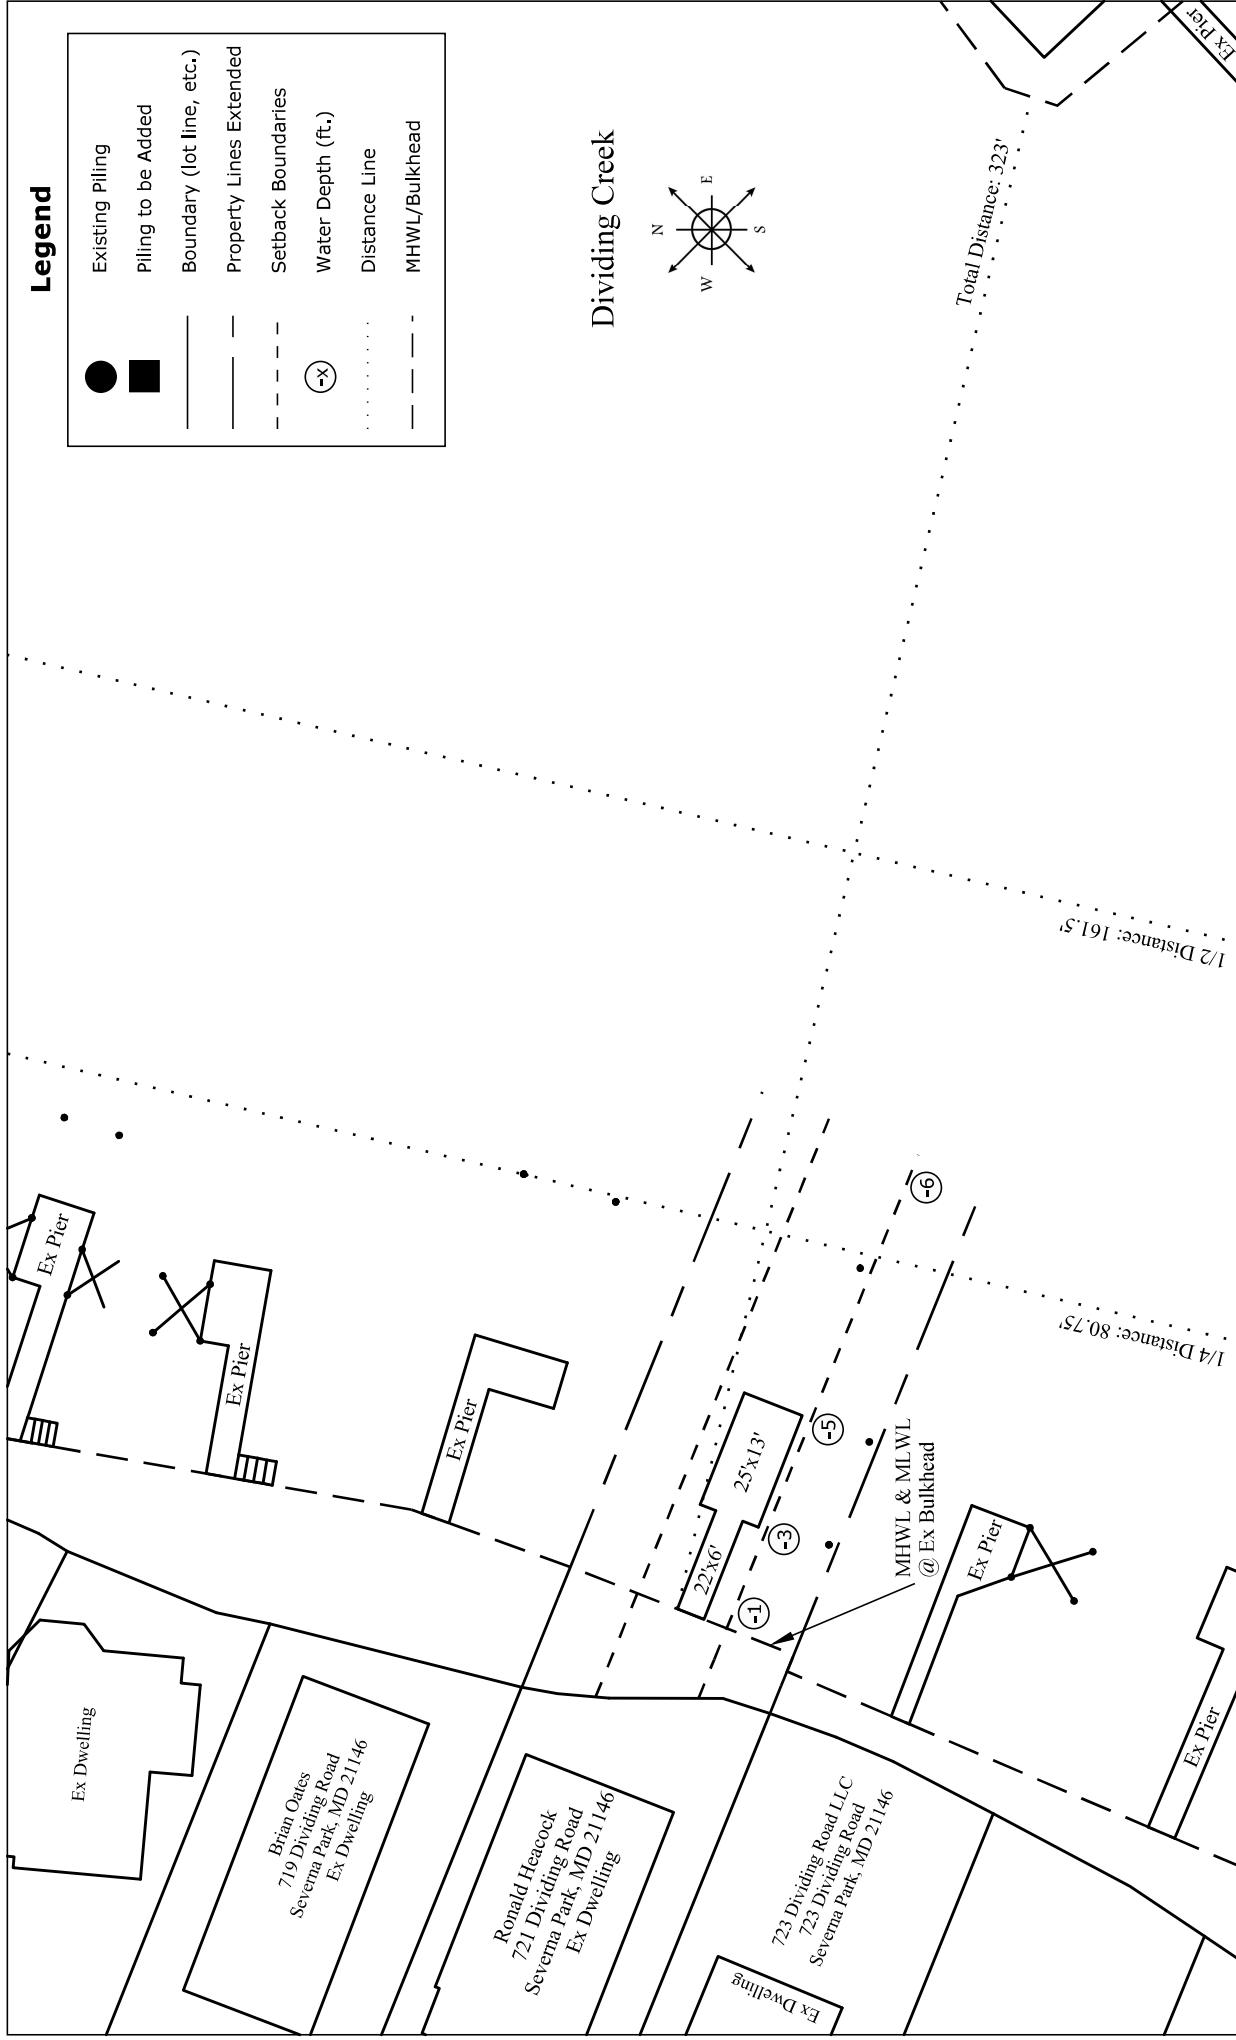 Legend
Existing Piling
Piling to be Added
Boundary (lot line, etc.)
Property Lines Extended
Setback Boundaries
-x
Water Depth (ft.)
Distance Line
MHWL/Bulkhead
Dividing Creek
N
E
S
W
Ex Pier
Total Distance: 323'
1/2 Distance: 161.5'
1/4 Distance: 80.75'
Ex Pier
Ex Pier
Ex Pier
22'x6'
25'x13'
-1
-3
-5
-6
MHWL & MLWL
@ Ex Bulkhead
Ex Pier
Ex Pier
Ex Dwelling
Brian Oates
719 Dividing Road
Severna Park, MD 21146
Ex Dwelling
Ronald Heacock
721 Dividing Road
Severna Park, MD 21146
Ex Dwelling
723 Dividing Road LLC
723 Dividing Road
Severna Park, MD 21146
Ex Dwelling